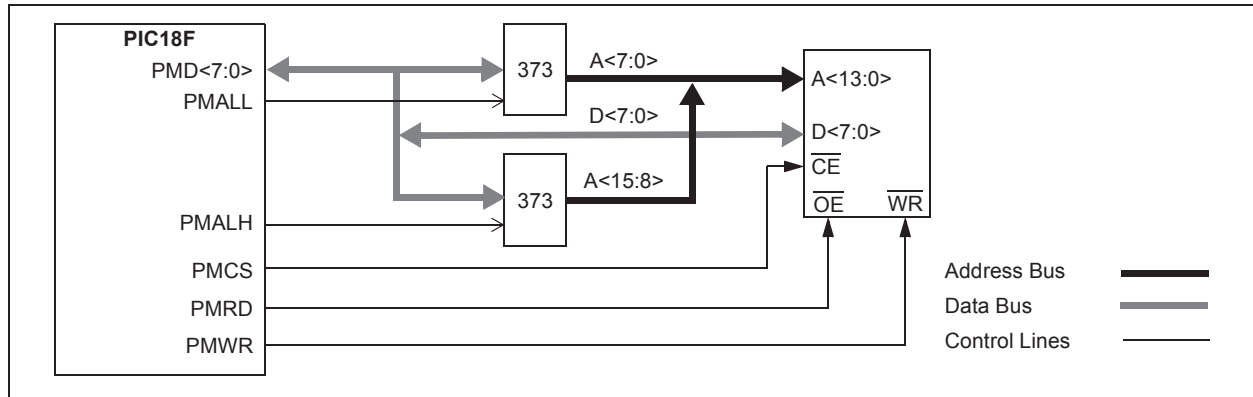 PIC18F
PMD<7:0>
PMALL
PMALH
PMCS
PMRD
PMWR
373
A<7:0>
D<7:0>
373
A<15:8>
A<13:0>
D<7:0>
CE
OE WR
Address Bus
Data Bus
Control Lines